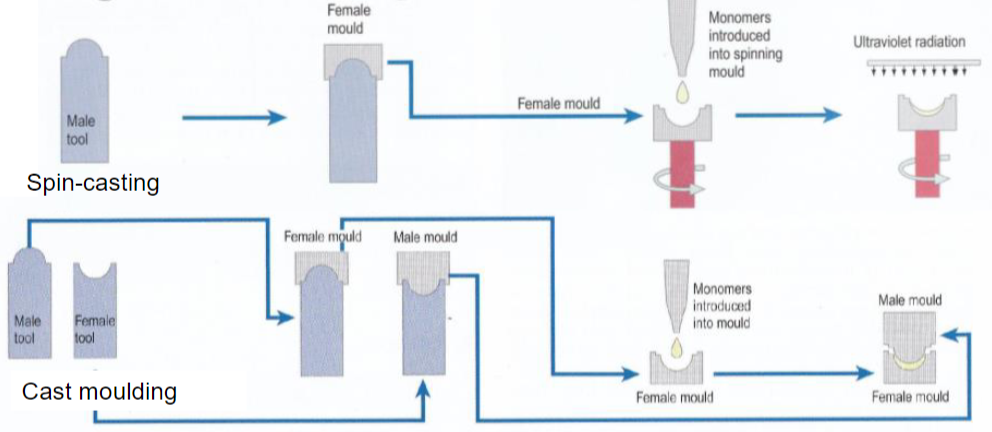 Female
mould
Monomers
introduced
into spinning
mould
Ultraviolet radiation
Male
tool
Female mould
Spin-casting
Female mould
Male mould
Male
tool
Female
tool
Monomers
introduced
into mould
Male mould
Cast moulding
Female mould
Female mould